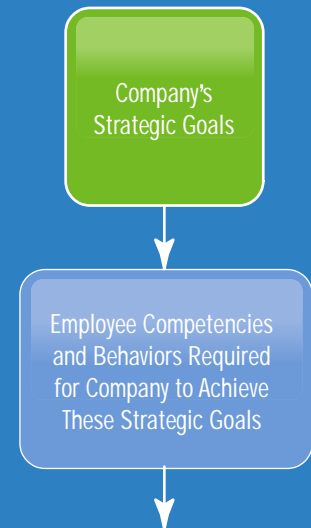 Company's
Strategic Goals
Employee Competencies
and Behaviors Required
for Company to Achieve
These Strategic Goals